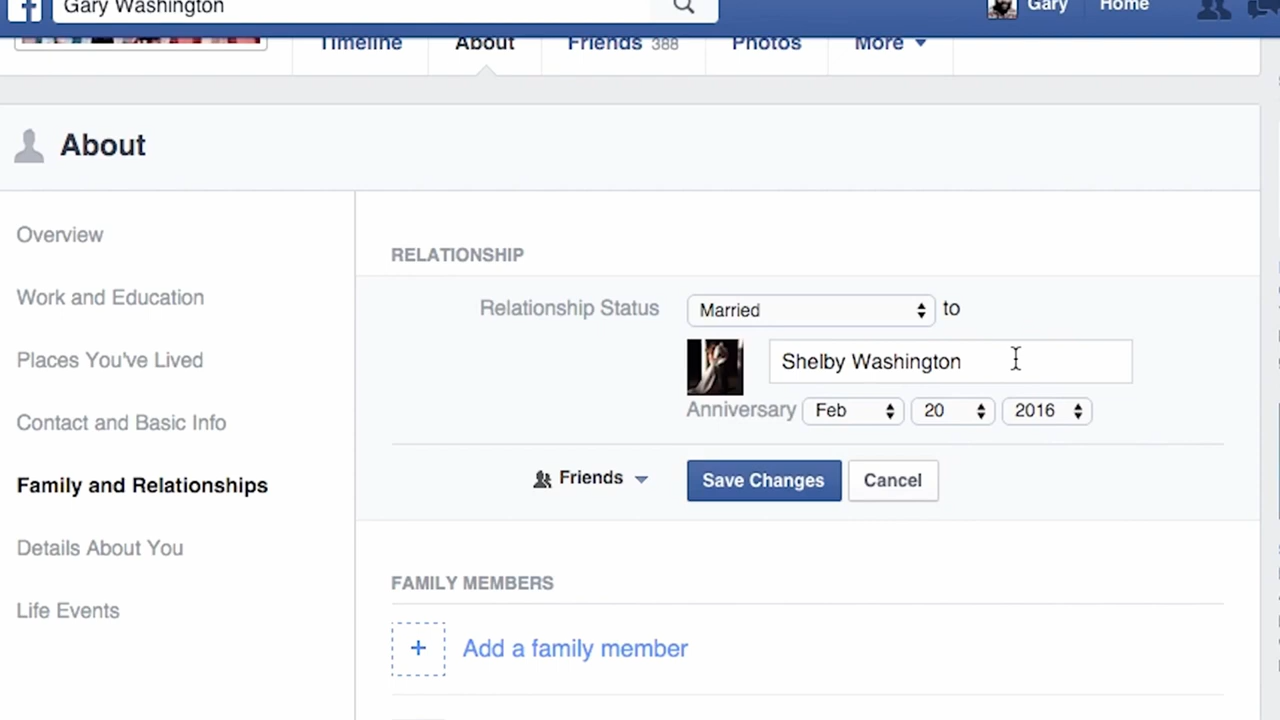 Gary Washington
Gary Home
Timeline About Friends 388 Photos More
About
Overview
Work and Education
Places You've Lived
Contact and Basic Info
Family and Relationships
Details About You
Life Events
RELATIONSHIP
Relationship Status Married to
Shelby Washington
Anniversary Feb 20 2016
Friends Save Changes Cancel
FAMILY MEMBERS
+ Add a family member